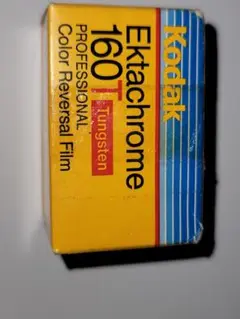 Kodak
Ektachrome
160T Tungsten
PROFESSIONAL
Color Reversal Film